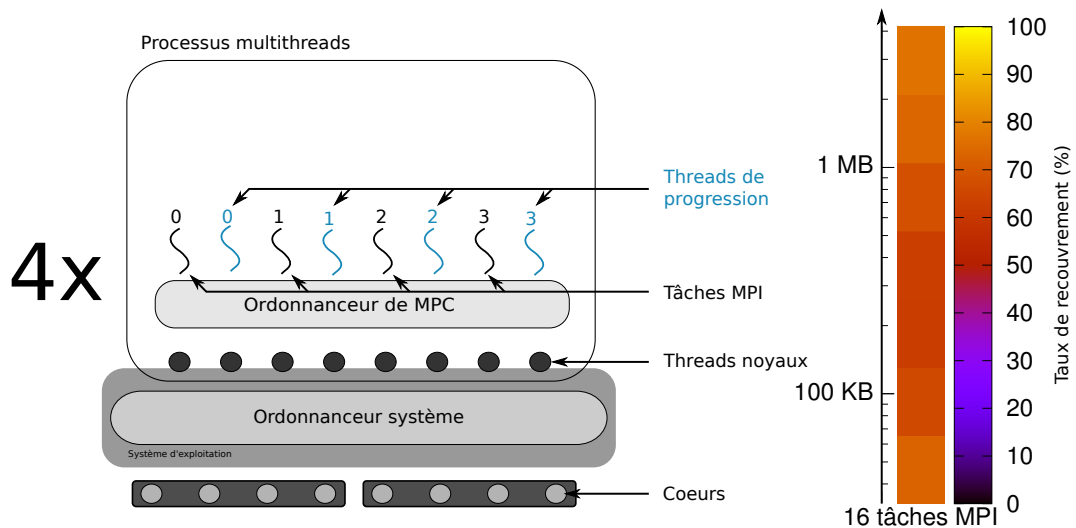 Processus multithreads
4x
Threads de
progression
0 0 1 1 2 2 3 3
Tâches MPI
Ordonnanceur de MPC
Threads noyaux
Ordonnanceur système
Système d'exploitation
Coeurs
1 MB
100 KB
16 tâches MPI
100
90
80
70
60
50
40
30
20
10
0
Taux de recouvrement (%)